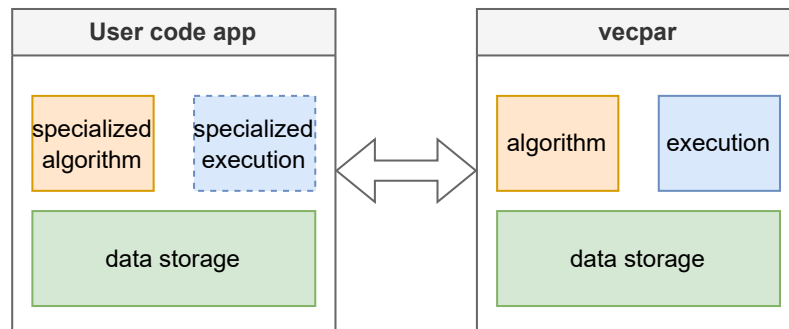 User code app
specialized
algorithm
specialized
execution
data storage
vecpar
algorithm
execution
data storage